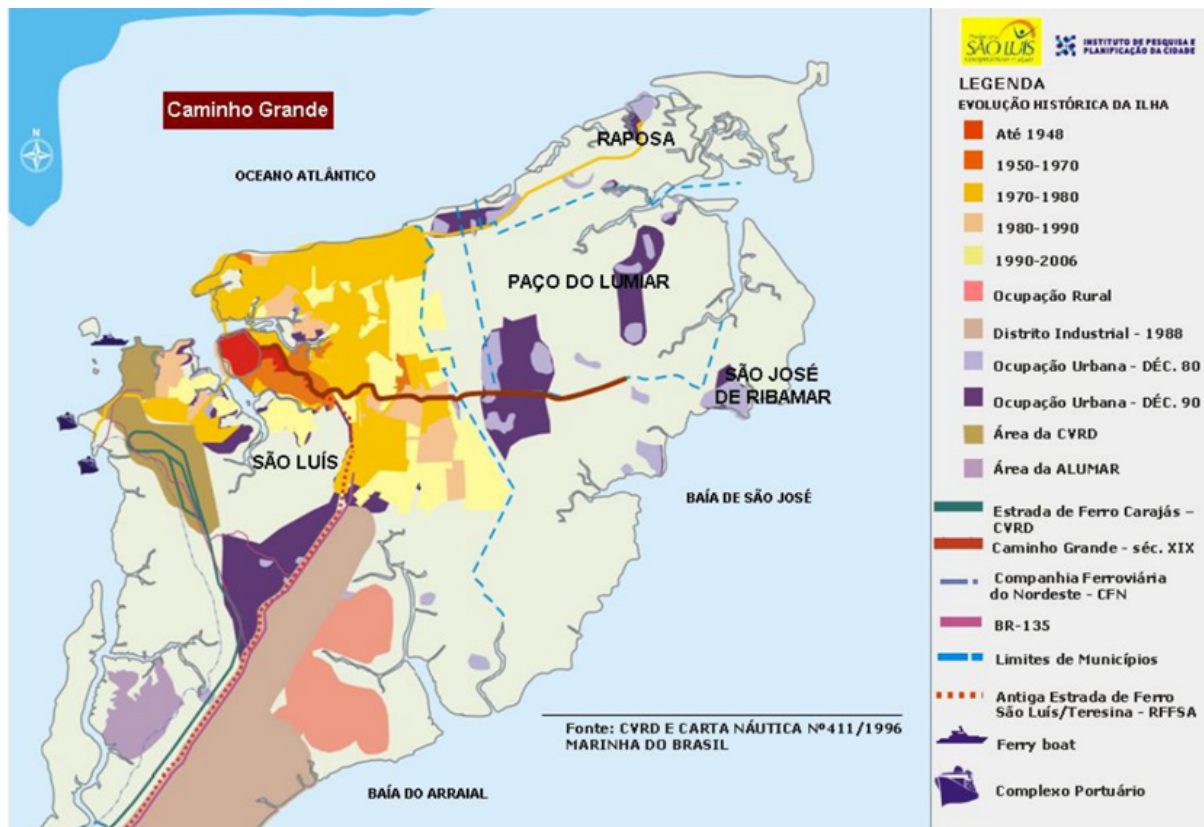 Caminho Grande
N
OCEANO ATLÂNTICO
RAPOSA
PAÇO DO LUMIAR
SÃO JOSÉ
DE RIBAMAR
SÃO LUÍS
BAÍA DE SÃO JOSÉ
BAÍA DO ARRAIAL
Fonte: CVRD E CARTA NÁUTICA Nº411/1996
MARINHA DO BRASIL
SÃO LUÍS
INSTITUTO DE PESQUISA E
PLANIFICAÇÃO DA CIDADE
LEGENDA
EVOLUÇÃO HISTÓRICA DA ILHA
Até 1948
1950-1970
1970-1980
1980-1990
1990-2006
Ocupação Rural
Distrito Industrial - 1988
Ocupação Urbana - DÉC. 80
Ocupação Urbana - DÉC. 90
Área da CVRD
Área da ALUMAR
Estrada de Ferro Carajás –
CVRD
Caminho Grande - séc. XIX
Companhia Ferroviária
do Nordeste - CFN
BR-135
Limites de Municípios
Antiga Estrada de Ferro
São Luís/Teresina - RFFSA
Ferry boat
Complexo Portuário